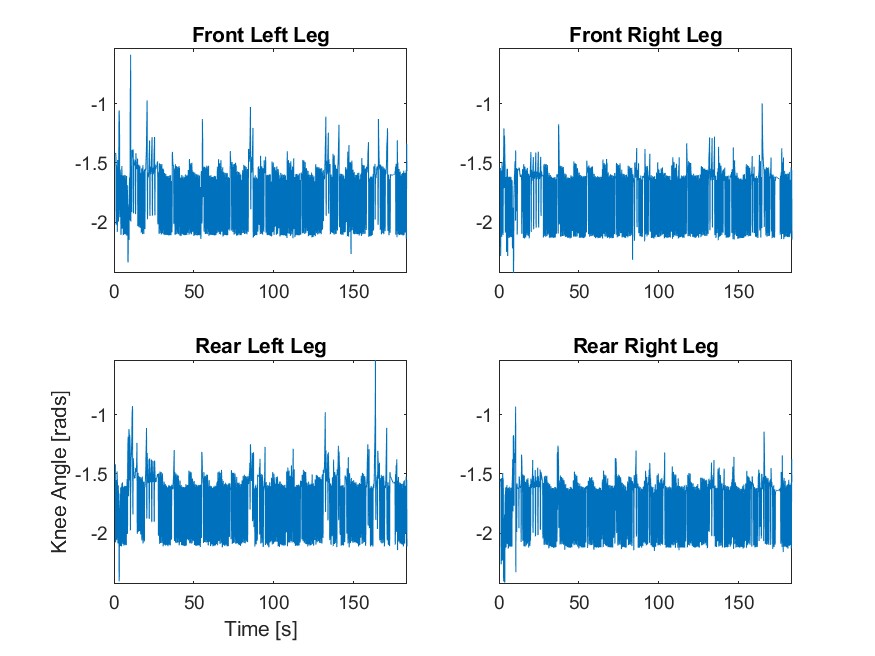 Front Left Leg
Front Right Leg
-1
-1.5
-2
0 50 100 150
-1
-1.5
-2
0 50 100 150
Rear Left Leg
Rear Right Leg
Knee Angle [rads]
-1
-1.5
-2
0 50 100 150
Time [s]
-1
-1.5
-2
0 50 100 150